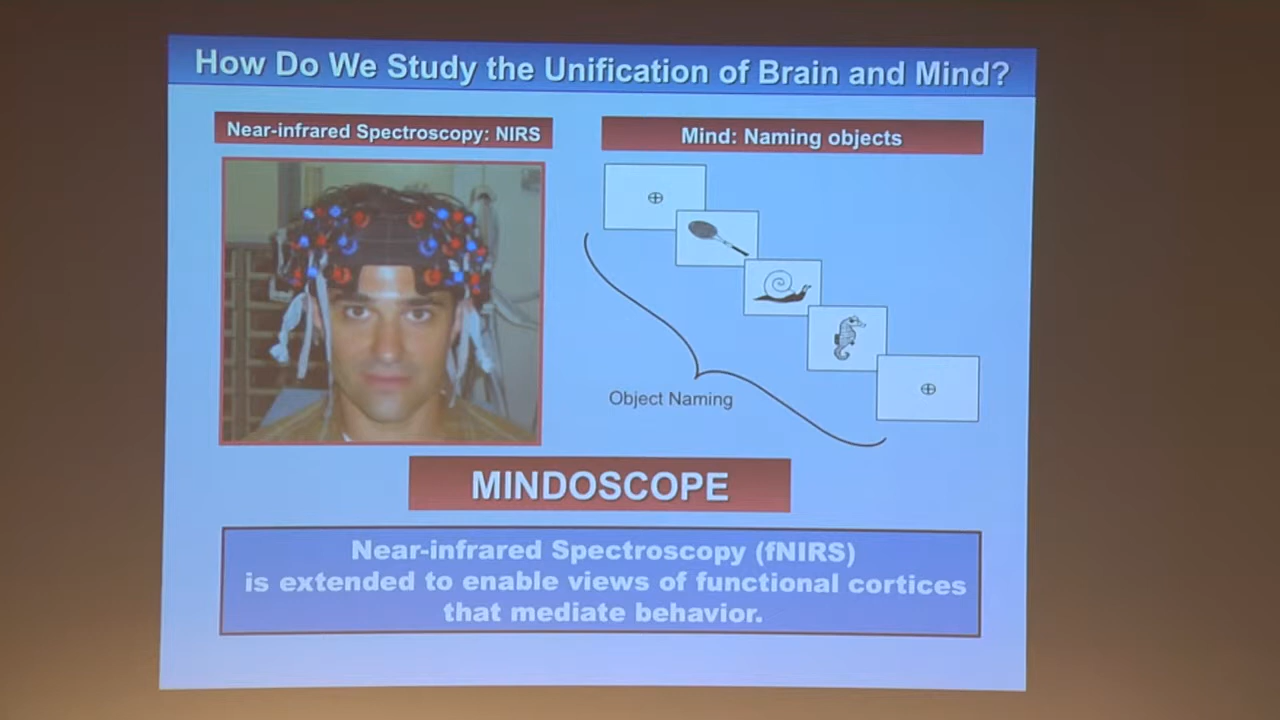 How Do We Study the Unification of Brain and Mind?
Near-infrared Spectroscopy: NIRS
Mind: Naming objects
Object Naming
MINDOSCOPE
Near-infrared Spectroscopy (fNIRS)
is extended to enable views of functional cortices
that mediate behavior.